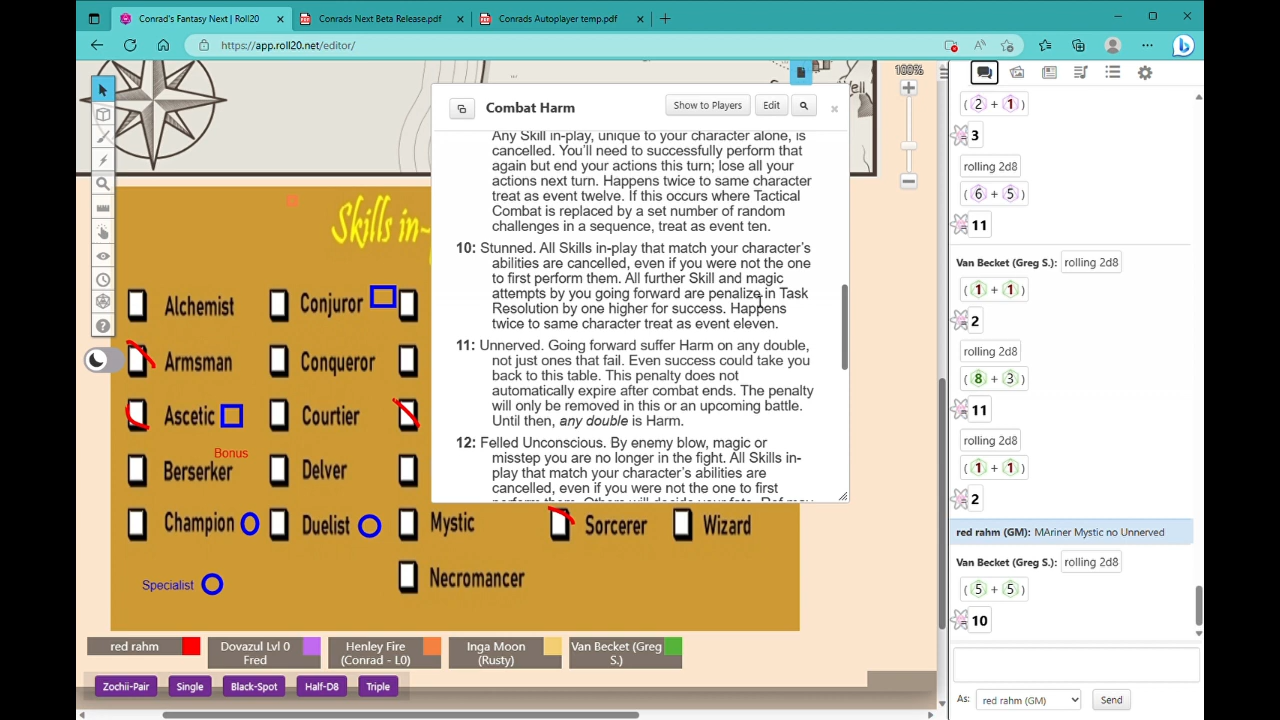 Conrad's Fantasy Next | Roll20
Conrads Next Beta Release.pdf
Conrads Autoplayer temp.pdf
https://app.roll20.net/editor/
Well
100%
Skills in-
Alchemist
Conjuror
Armsman
Conqueror
Ascetic
Courtier
Bonus
Berserker
Delver
Champion
Duelist
Mystic
Sorcerer
Wizard
Specialist
Necromancer
Combat Harm
Show to Players
Edit
Any Skill in-play, unique to your character alone, is
cancelled. You'll need to successfully perform that
again but end your actions this turn; lose all your
actions next turn. Happens twice to same character
treat as event twelve. If this occurs where Tactical
Combat is replaced by a set number of random
challenges in a sequence, treat as event ten.
10: Stunned. All Skills in-play that match your character's
abilities are cancelled, even if you were not the one
to first perform them. All further Skill and magic
attempts by you going forward are penalize in Task
Resolution by one higher for success. Happens
twice to same character treat as event eleven.
11: Unnerved. Going forward suffer Harm on any double,
not just ones that fail. Even success could take you
back to this table. This penalty does not
automatically expire after combat ends. The penalty
will only be removed in this or an upcoming battle.
Until then, any double is Harm.
12: Felled Unconscious. By enemy blow, magic or
misstep you are no longer in the fight. All Skills in-
play that match your character's abilities are
cancelled, even if you were not the one to first
red rahm
Dovazul Lvl 0
Fred
Henley Fire
(Conrad - L0)
Inga Moon
(Rusty)
Van Becket (Greg
S.)
Zochii-Pair
Single
Black-Spot
Half-D8
Triple
(2 + 1)
3
rolling 2d8
(6 + 5)
11
Van Becket (Greg S.): rolling 2d8
(1 + 1)
2
rolling 2d8
(8 + 3)
11
rolling 2d8
(1 + 1)
2
red rahm (GM): MAriner Mystic no Unnerved
Van Becket (Greg S.): rolling 2d8
(5 + 5)
10
As: red rahm (GM)
Send